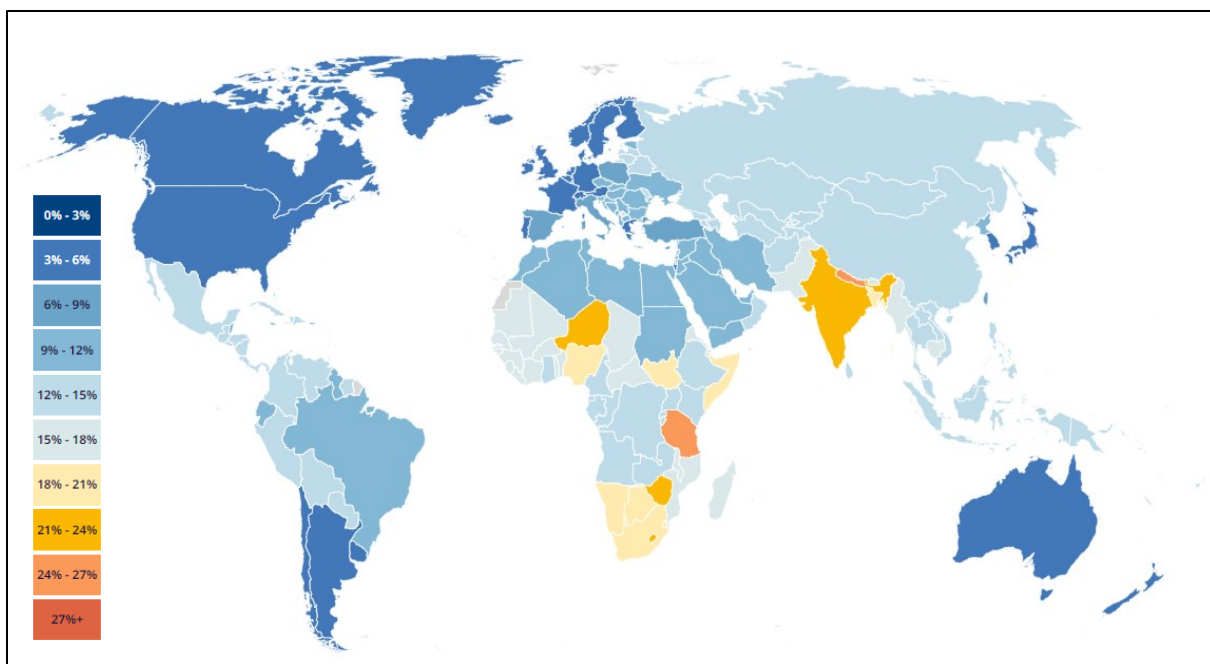 0% - 3%
3% - 6%
6% - 9%
9% - 12%
12% - 15%
15% - 18%
18% - 21%
21% - 24%
24% - 27%
27%+